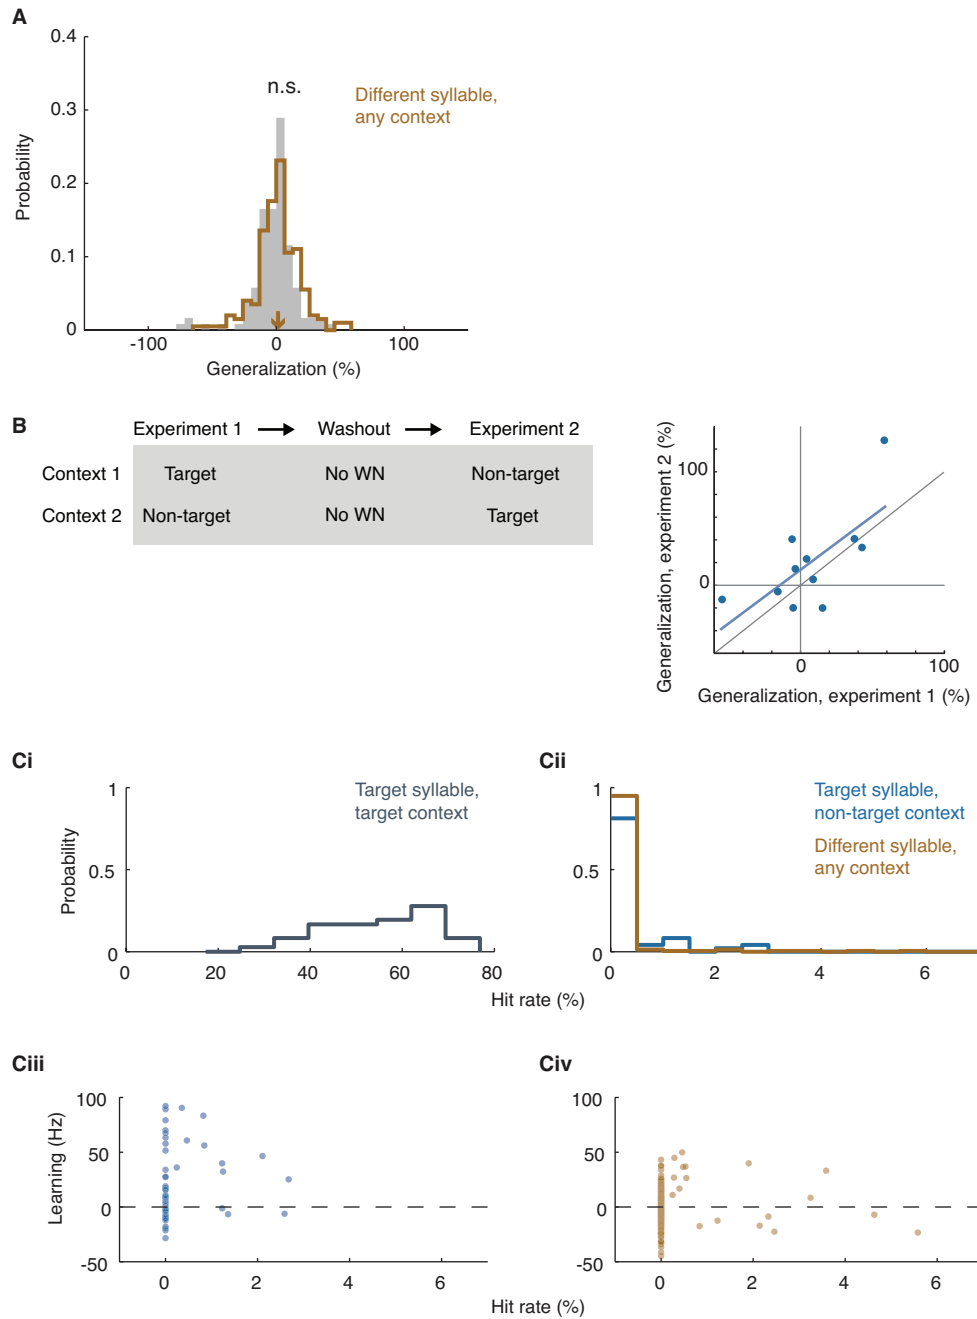 A
0.4
n.s.
Different syllable,
any context
0.3
Probability
0.2
0.1
0
-100
0
100
Generalization (%)
B
Experiment 1
Washout
Experiment 2
Context 1
Target
No WN
Non-target
Context 2
Non-target
No WN
Target
Generalization, experiment 2 (%)
100
0
0
100
Generalization, experiment 1 (%)
Ci
1
Target syllable,
target context
Probability
0.5
0
0
20
40
60
80
Cii
1
Target syllable,
non-target context
Different syllable,
any context
0.5
0
0
2
4
6
Hit rate (%)
Ciii
100
Learning (Hz)
50
0
-50
0
2
4
6
Civ
100
50
0
-50
0
2
4
6
Hit rate (%)